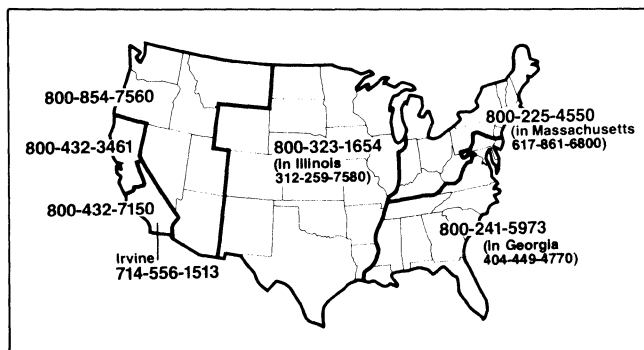 800-854-7560
800-432-3461
800-432-7150
Irvine
714-556-1513
800-323-1654
(In Illinois
312-259-7580)
800-225-4550
(in Massachusetts
617-861-6800)
800-241-5973
(In Georgia
404-449-4770)